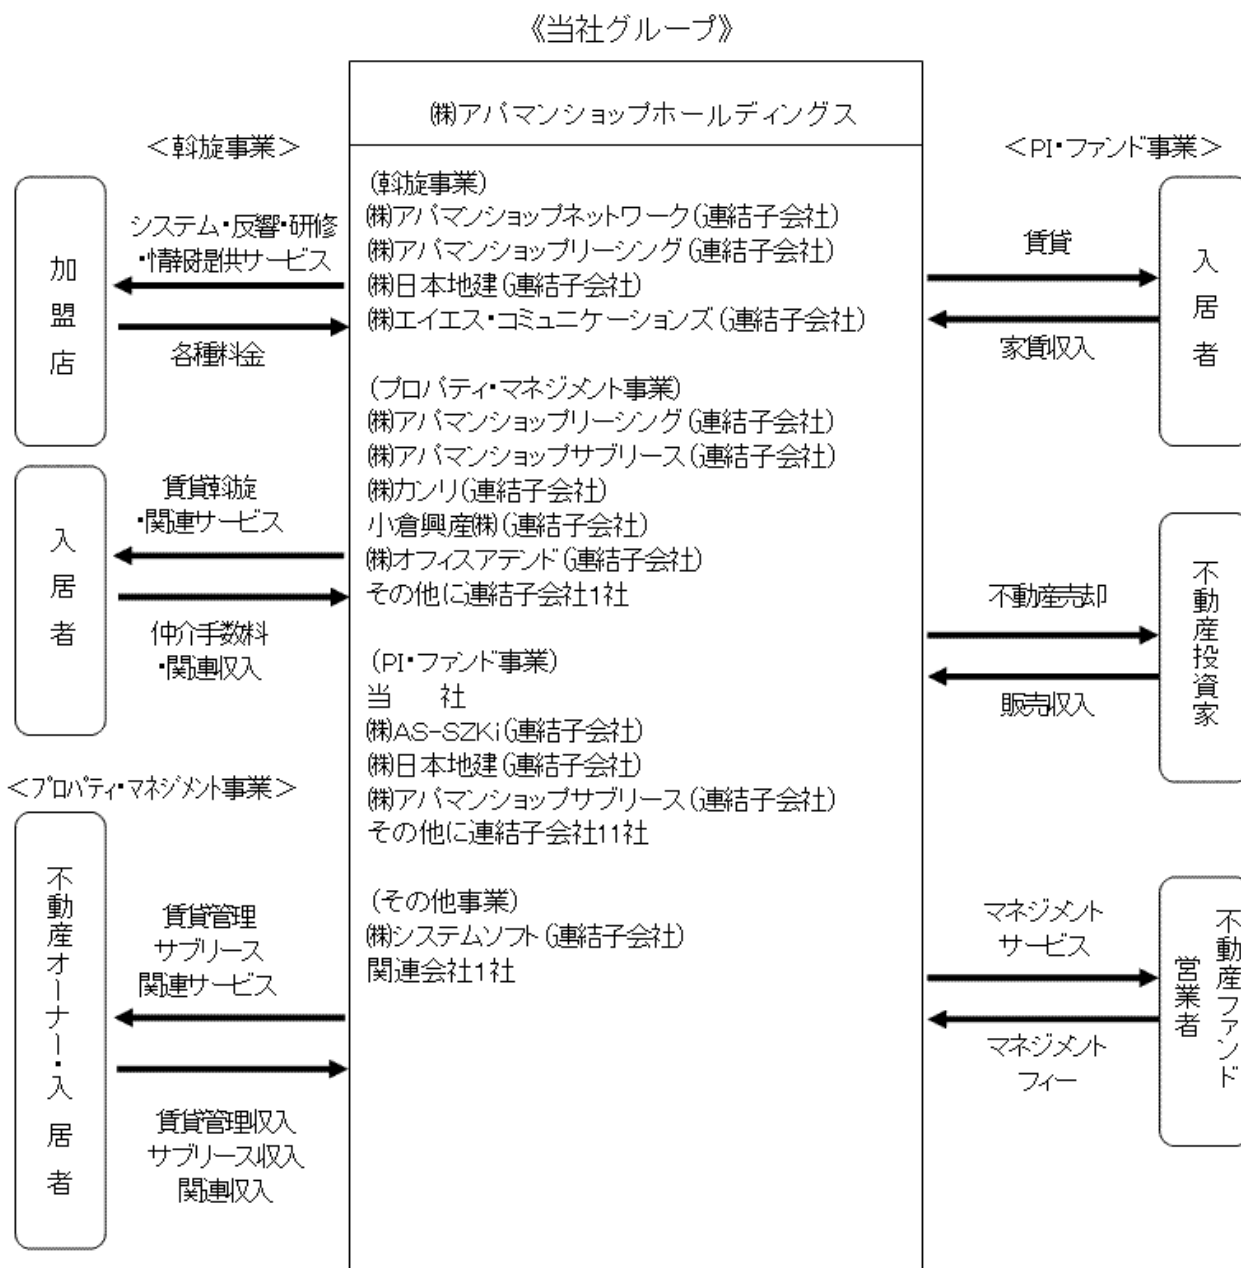 《当社グループ》
㈱アパマンショップホールディングス
＜斡旋事業＞
加盟店
システム・反響・研修
・情報提供サービス
各種料金
入居者
賃貸斡旋
・関連サービス
仲介手数料
・関連収入
＜プロパティ・マネジメント事業＞
不動産オーナー・入居者
賃貸管理
サブリース
関連サービス
賃貸管理収入
サブリース収入
関連収入
(斡旋事業)
㈱アパマンショップネットワーク(連結子会社)
㈱アパマンショップリーシング(連結子会社)
㈱日本地建(連結子会社)
㈱エイエス・コミュニケーションズ(連結子会社)
(プロパティ・マネジメント事業)
㈱アパマンショップリーシング(連結子会社)
㈱アパマンショップサブリース(連結子会社)
㈱カンリ(連結子会社)
小倉興産㈱(連結子会社)
㈱オフィスアテンド(連結子会社)
その他に連結子会社1社
(PI・ファンド事業)
当　社
㈱AS-SZKi(連結子会社)
㈱日本地建(連結子会社)
㈱アパマンショップサブリース(連結子会社)
その他に連結子会社11社
(その他事業)
㈱システムソフト(連結子会社)
関連会社1社
＜PI・ファンド事業＞
賃貸
家賃収入
入居者
不動産売却
販売収入
不動産投資家
マネジメント
サービス
マネジメント
フィー
不動産ファンド
営業者